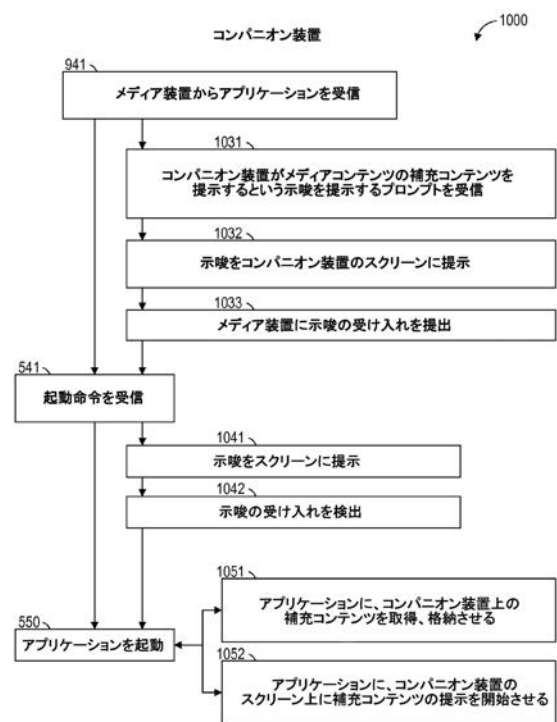 コンパニオン装置
1000
941
メディア装置からアプリケーションを受信
1031
コンパニオン装置がメディアコンテンツの補充コンテンツを
提示するという示唆を提示するプロンプトを受信
1032
示唆をコンパニオン装置のスクリーンに提示
1033
メディア装置に示唆の受け入れを提出
541
起動命令を受信
1041
示唆をスクリーンに提示
1042
示唆の受け入れを検出
1051
アプリケーションに、コンパニオン装置上の
補充コンテンツを取得、格納させる
550
アプリケーションを起動
1052
アプリケーションに、コンパニオン装置の
スクリーン上に補充コンテンツの提示を開始させる